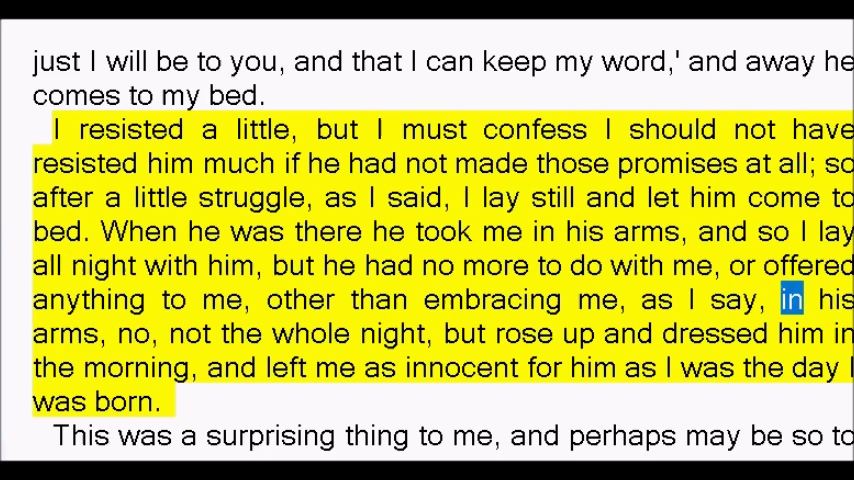 just I will be to you, and that I can keep my word,' and away he
comes to my bed.
I resisted a little, but I must confess I should not have
resisted him much if he had not made those promises at all; so
after a little struggle, as I said, I lay still and let him come to
bed. When he was there he took me in his arms, and so I lay
all night with him, but he had no more to do with me, or offered
anything to me, other than embracing me, as I say, in his
arms, no, not the whole night, but rose up and dressed him in
the morning, and left me as innocent for him as I was the day I
was born.
This was a surprising thing to me, and perhaps may be so to